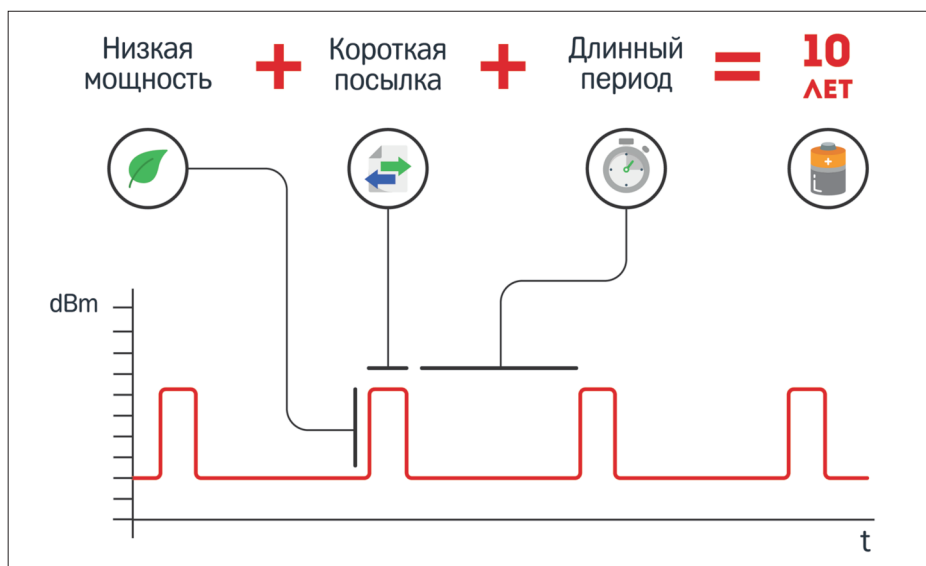 Низкая мощность
+
Короткая посылка
+
Длинный период
=
10 ЛЕТ
dBm
t